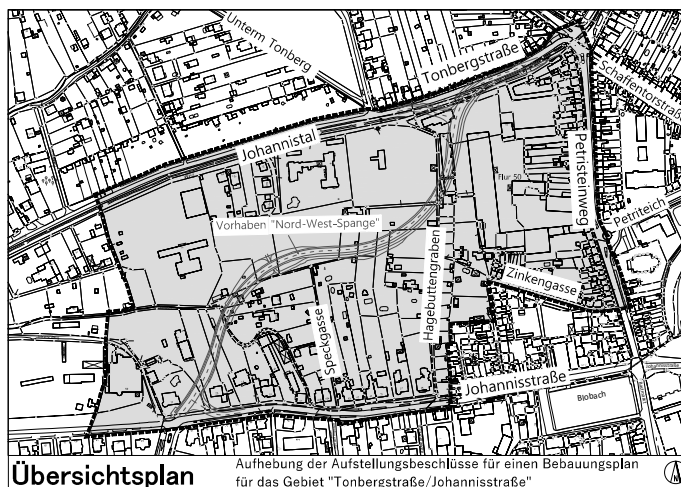 Unterm Tonberg
Tonbergstraße
Schaffentorstraße
Johannistal
Petristeinweg
Flur 50
Petriteich
Vorhaben "Nord-West-Spange"
Hagebuttengraben
Zinkengasse
Speckgasse
Johannisstraße
Blobach
Übersichtsplan
Aufhebung der Aufstellungsbeschlüsse für einen Bebauungsplan
für das Gebiet "Tonbergstraße/Johannisstraße"
N